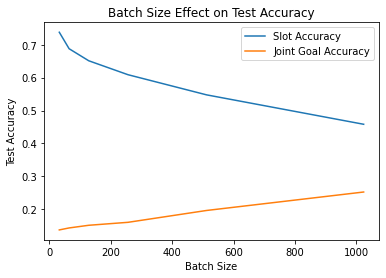 Batch Size Effect on Test Accuracy
Slot Accuracy
Joint Goal Accuracy
Test Accuracy
0.7
0.6
0.5
0.4
0.3
0.2
0
200
400
600
800
1000
Batch Size